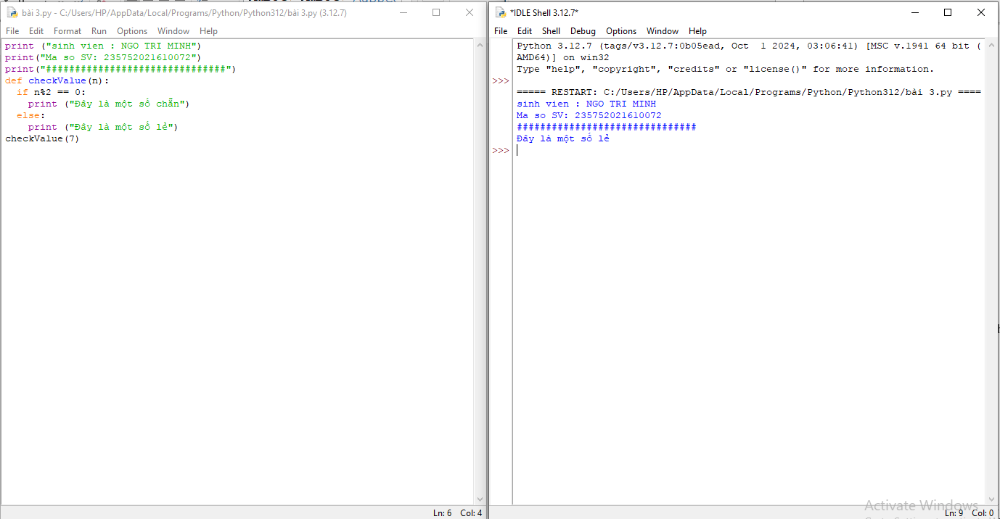 bài 3.py - C:/Users/HP/AppData/Local/Programs/Python/Python312/bài 3.py (3.12.7)
File Edit Format Run Options Window Help
print ("sinh vien : NGO TRI MINH")
print("Ma so SV: 235752021610072")
print("###############################")
def checkValue(n):
  if n%2 == 0:
    print ("Đây là một số chẵn")
  else:
    print ("Đây là một số lẻ")
checkValue(7)
Ln: 6 Col: 4
*IDLE Shell 3.12.7*
File Edit Shell Debug Options Window Help
Python 3.12.7 (tags/v3.12.7:0b05ead, Oct  1 2024, 03:06:41) [MSC v.1941 64 bit (
AMD64)] on win32
Type "help", "copyright", "credits" or "license()" for more information.
>>>
===== RESTART: C:/Users/HP/AppData/Local/Programs/Python/Python312/bài 3.py ====
sinh vien : NGO TRI MINH
Ma so SV: 235752021610072
###############################
Đây là một số lẻ
>>>
Activate Windows
Ln: 9 Col: 0